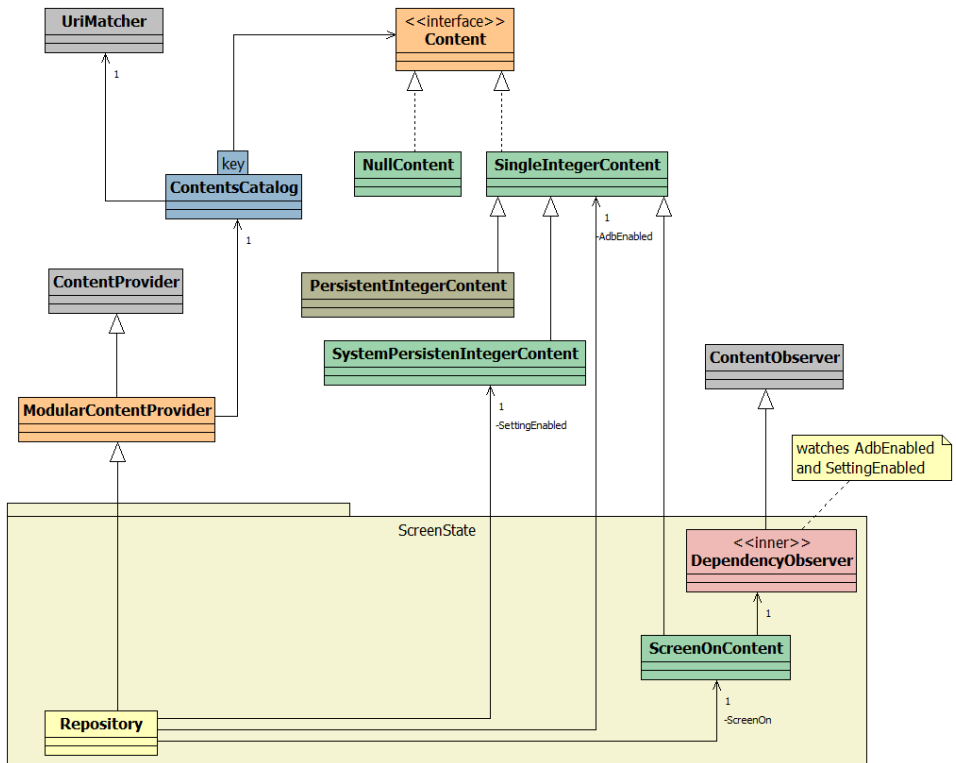 UriMatcher
<<interface>>
Content
1
key
ContentsCatalog
NullContent
SingleIntegerContent
1
-AdbEnabled
1
ContentProvider
PersistentIntegerContent
SystemPersistenIntegerContent
ContentObserver
ModularContentProvider
1
-SettingEnabled
watches AdbEnabled
and SettingEnabled
ScreenState
<<inner>>
DependencyObserver
1
ScreenOnContent
1
-ScreenOn
Repository